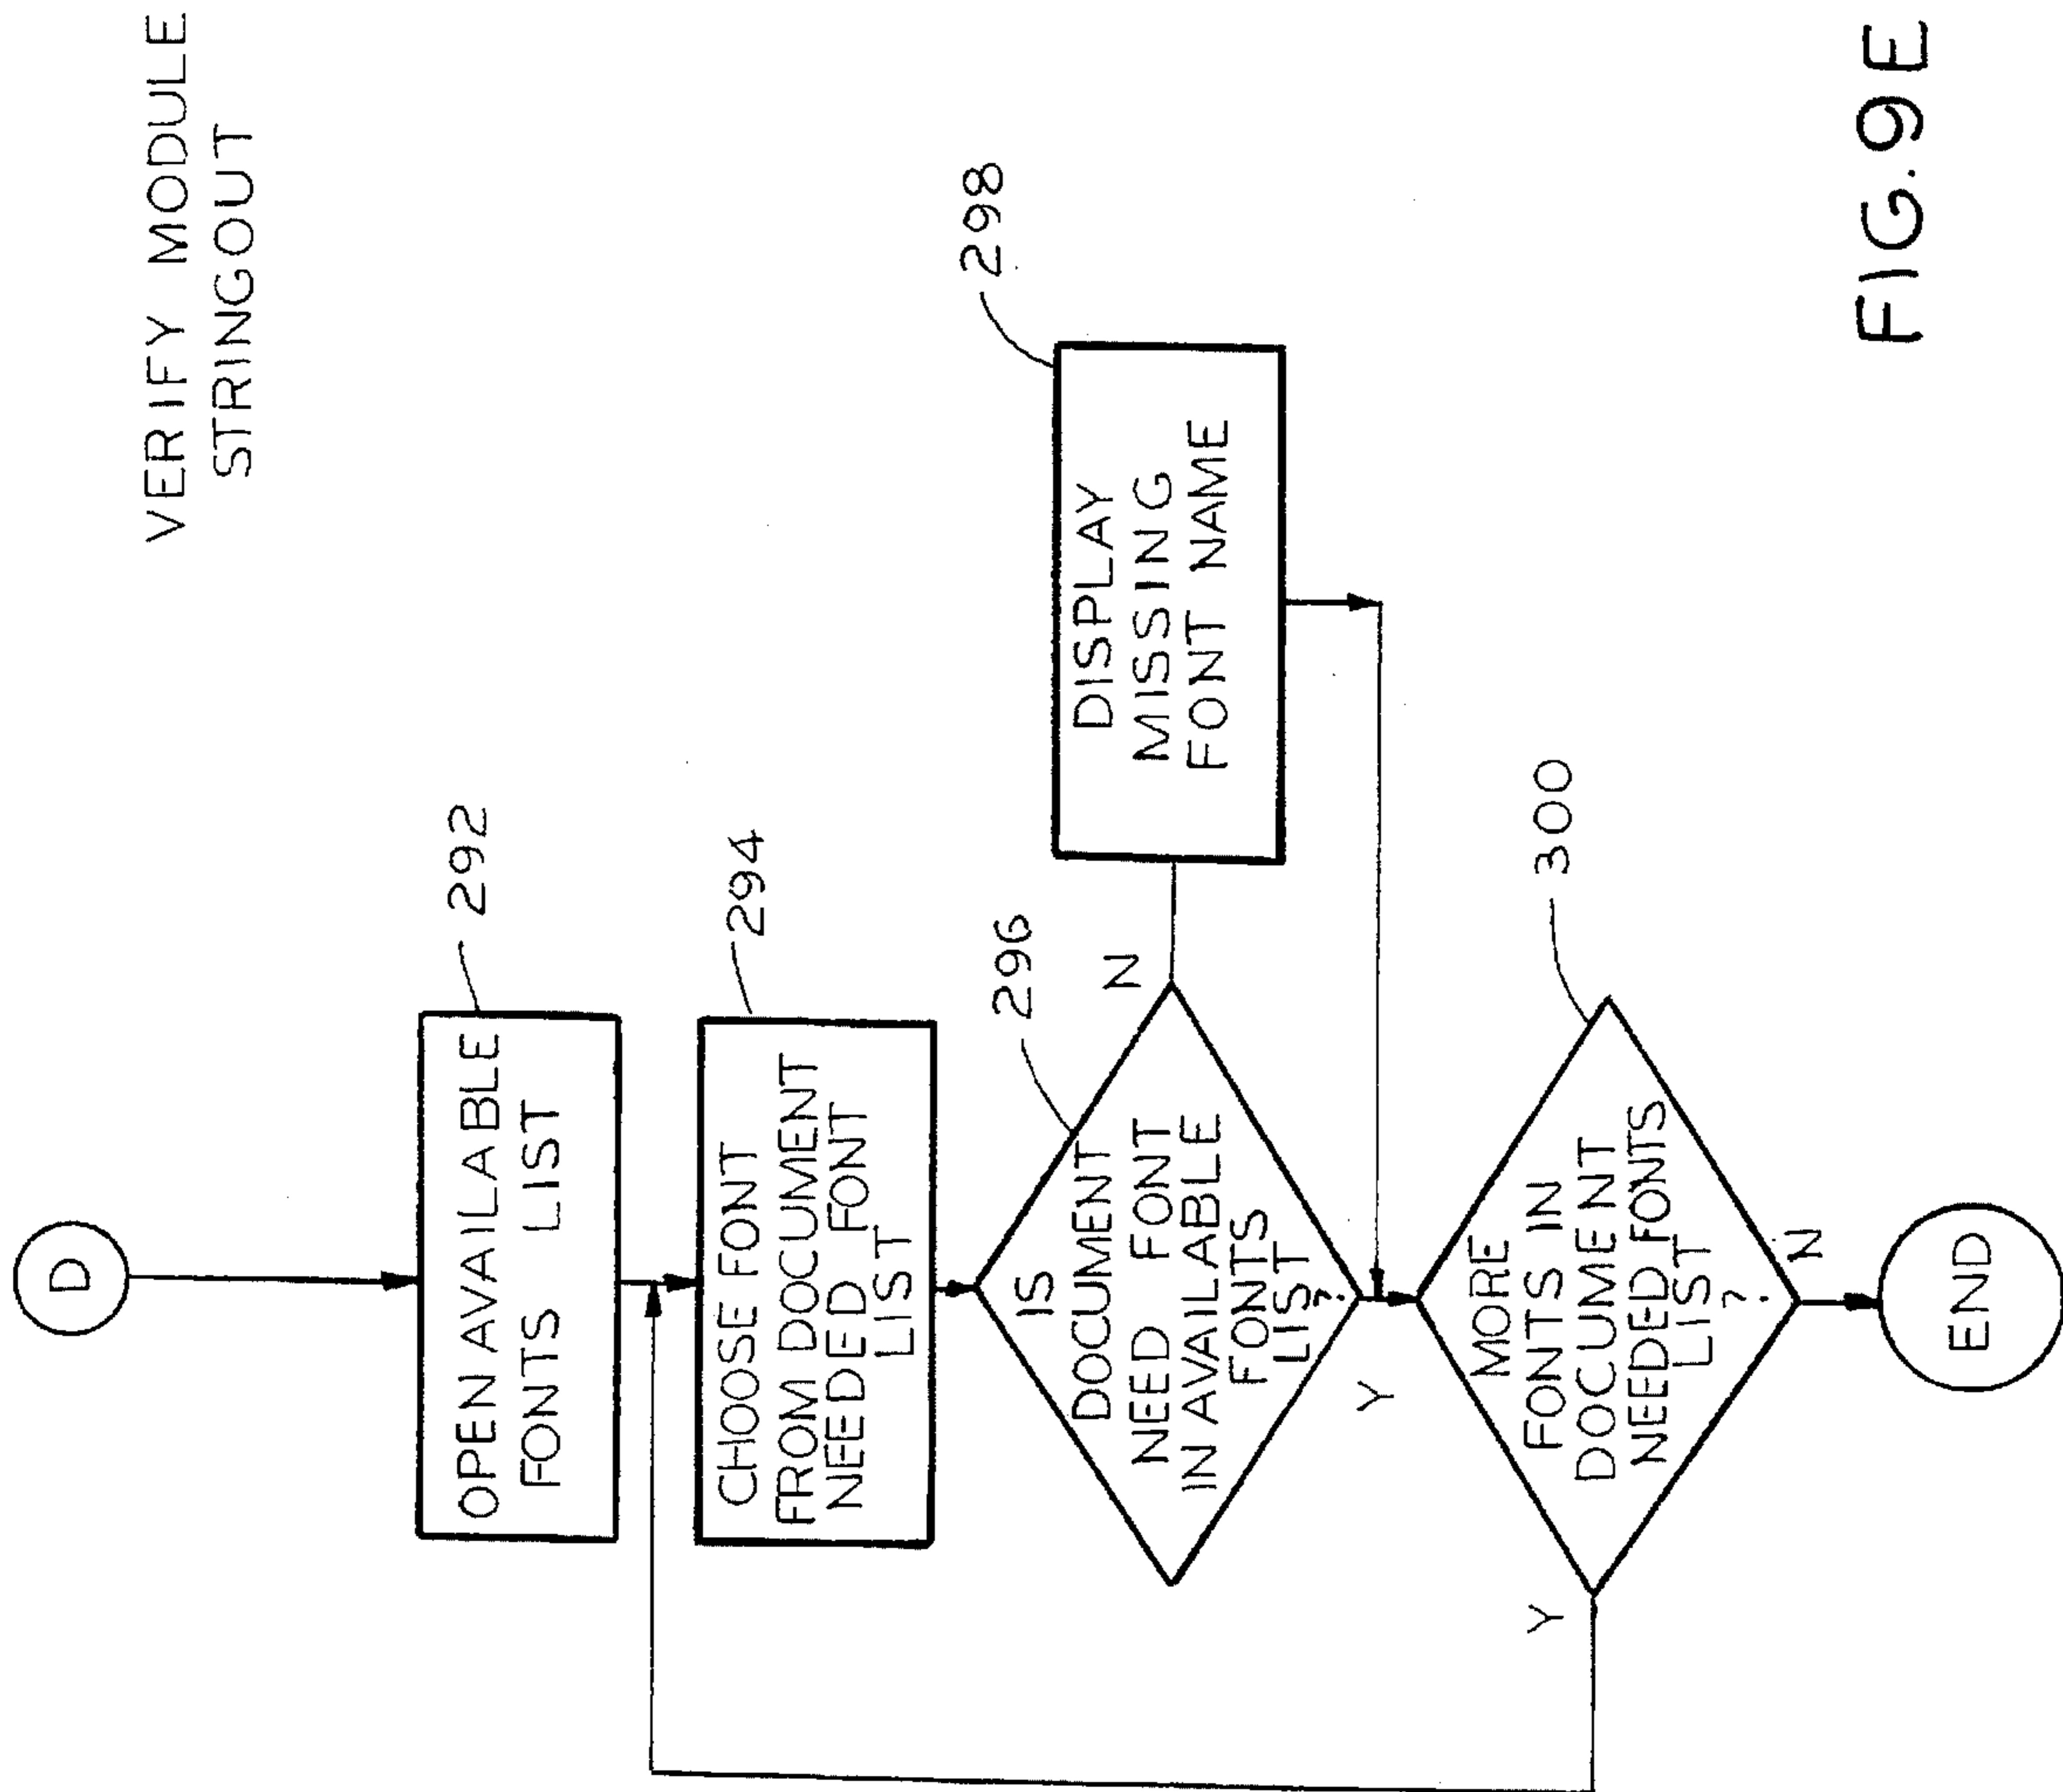 VERIFY MODULE
STRINGOUT
D
292
OPEN AVAILABLE
FONTS LIST
294
CHOOSE FONT
FROM DOCUMENT
NEEDED FONT
LIST
296
IS
DOCUMENT
NEED FONT
IN AVAILABLE
FONTS
LIST
?
N
Y
298
DISPLAY
MISSING
FONT NAME
300
MORE
FONTS IN
DOCUMENT
NEEDED FONTS
LIST
?
Y
N
END
FIG. 9E